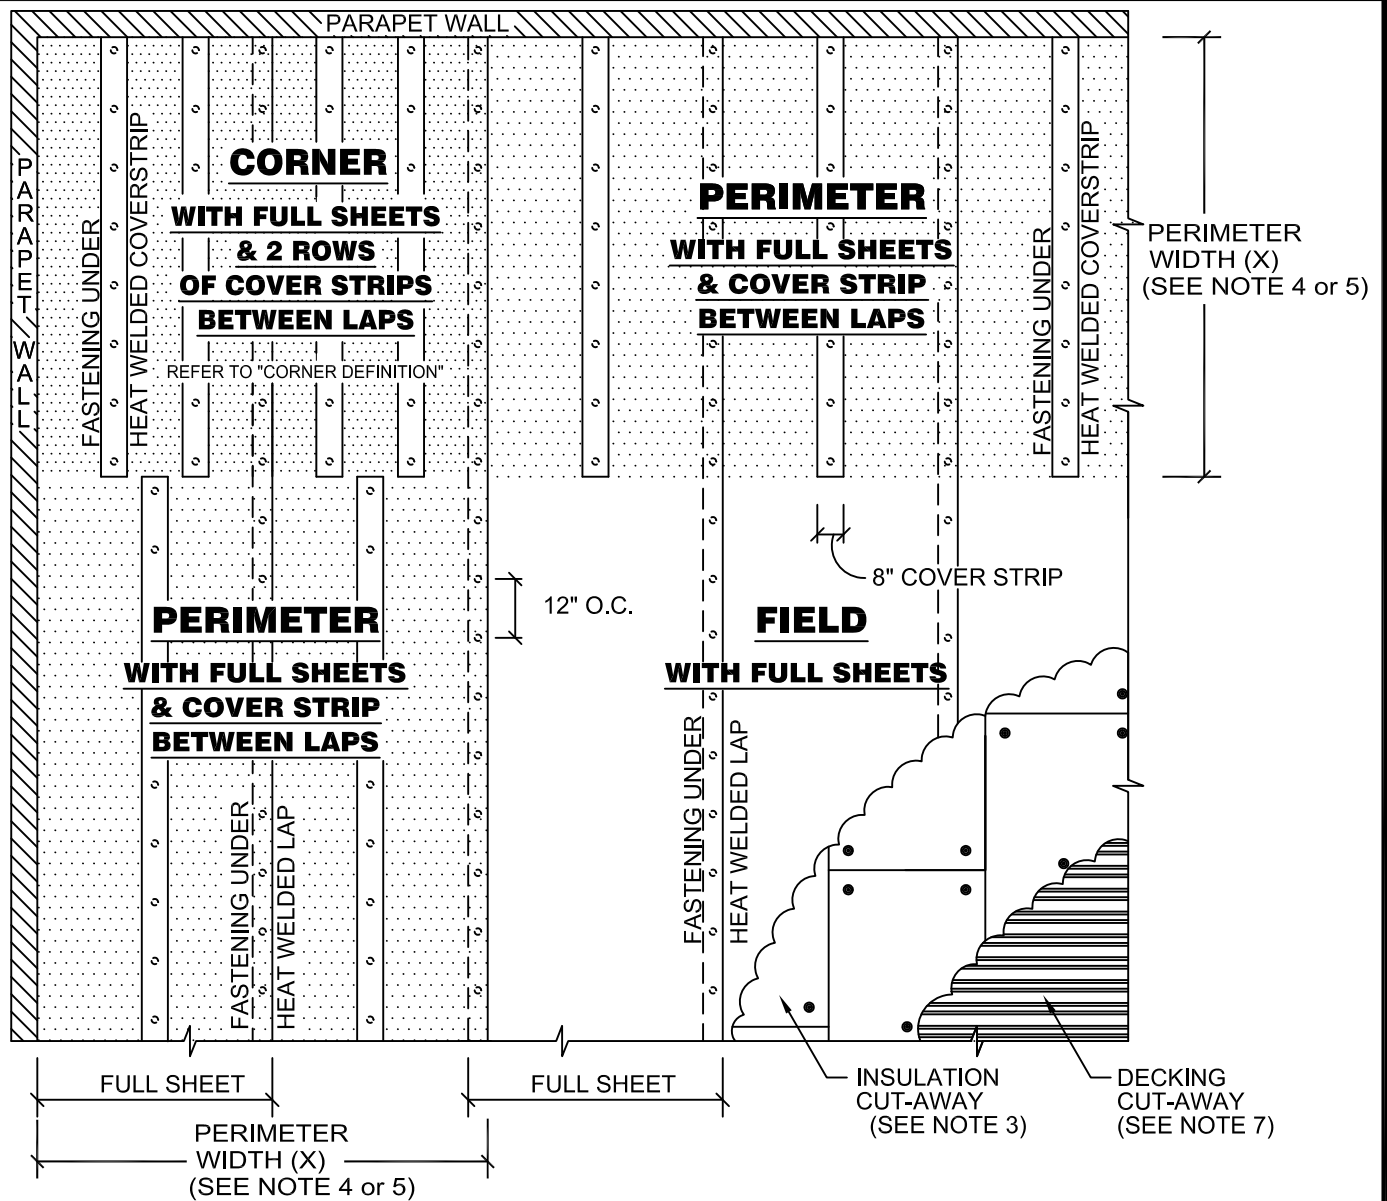 PARAPET WALL
PARAPET WALL
FASTENING UNDER
HEAT WELDED COVERSTRIP
CORNER
WITH FULL SHEETS
& 2 ROWS
OF COVER STRIPS
BETWEEN LAPS
REFER TO "CORNER DEFINITION"
PERIMETER
WITH FULL SHEETS
& COVER STRIP
BETWEEN LAPS
FASTENING UNDER
HEAT WELDED COVERSTRIP
PERIMETER
WIDTH (X)
(SEE NOTE 4 or 5)
8" COVER STRIP
12" O.C.
PERIMETER
WITH FULL SHEETS
& COVER STRIP
BETWEEN LAPS
FIELD
WITH FULL SHEETS
FASTENING UNDER
HEAT WELDED LAP
FASTENING UNDER
HEAT WELDED LAP
FULL SHEET
FULL SHEET
INSULATION
CUT-AWAY
(SEE NOTE 3)
DECKING
CUT-AWAY
(SEE NOTE 7)
PERIMETER
WIDTH (X)
(SEE NOTE 4 or 5)